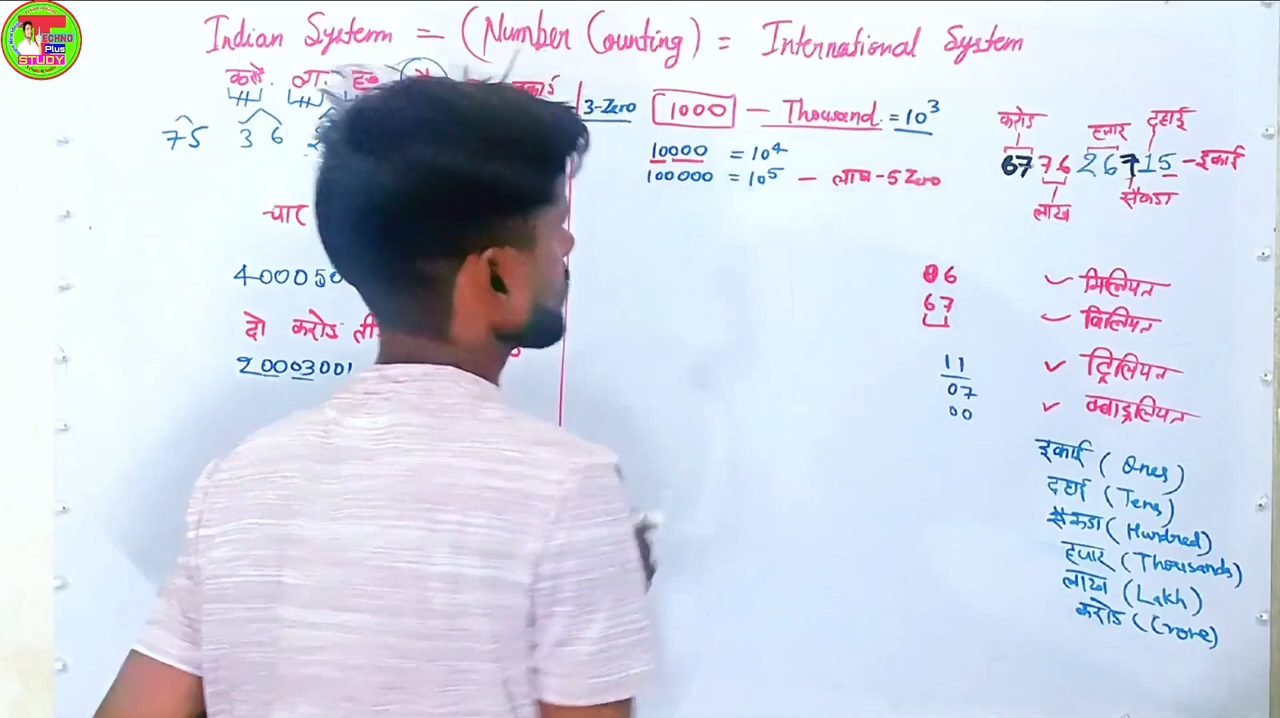 TECHNO
Plus
STUDY
Indian System = (Number Counting) = International System
करो. ला. ह०
3-Zero
1000 — Thousand = 10³
10000 = 10⁴
100000 = 10⁵ — लाख - 5 Zero
75 36
करोड हजार दहाई
67 76 26 7 15 - इकाई
लाख सैकडा
चार
400050
06 ✓ मिलियन
67 ✓ बिलियन
दो करोड ती
20003001
11 ✓ ट्रिलियन
07
00 ✓ क्वाड्रलियन
इकाई (Ones)
दहाई (Tens)
सैकडा (Hundred)
हजार (Thousands)
लाख (Lakh)
करोड (Crore)